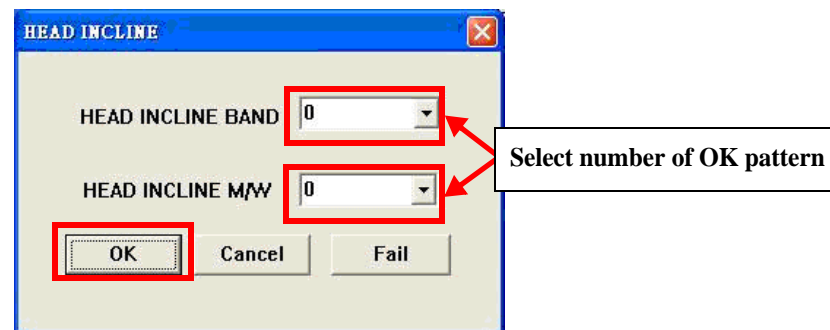 HEAD INCLINE
HEAD INCLINE BAND 0
Select number of OK pattern
HEAD INCLINE M/W 0
OK Cancel Fail